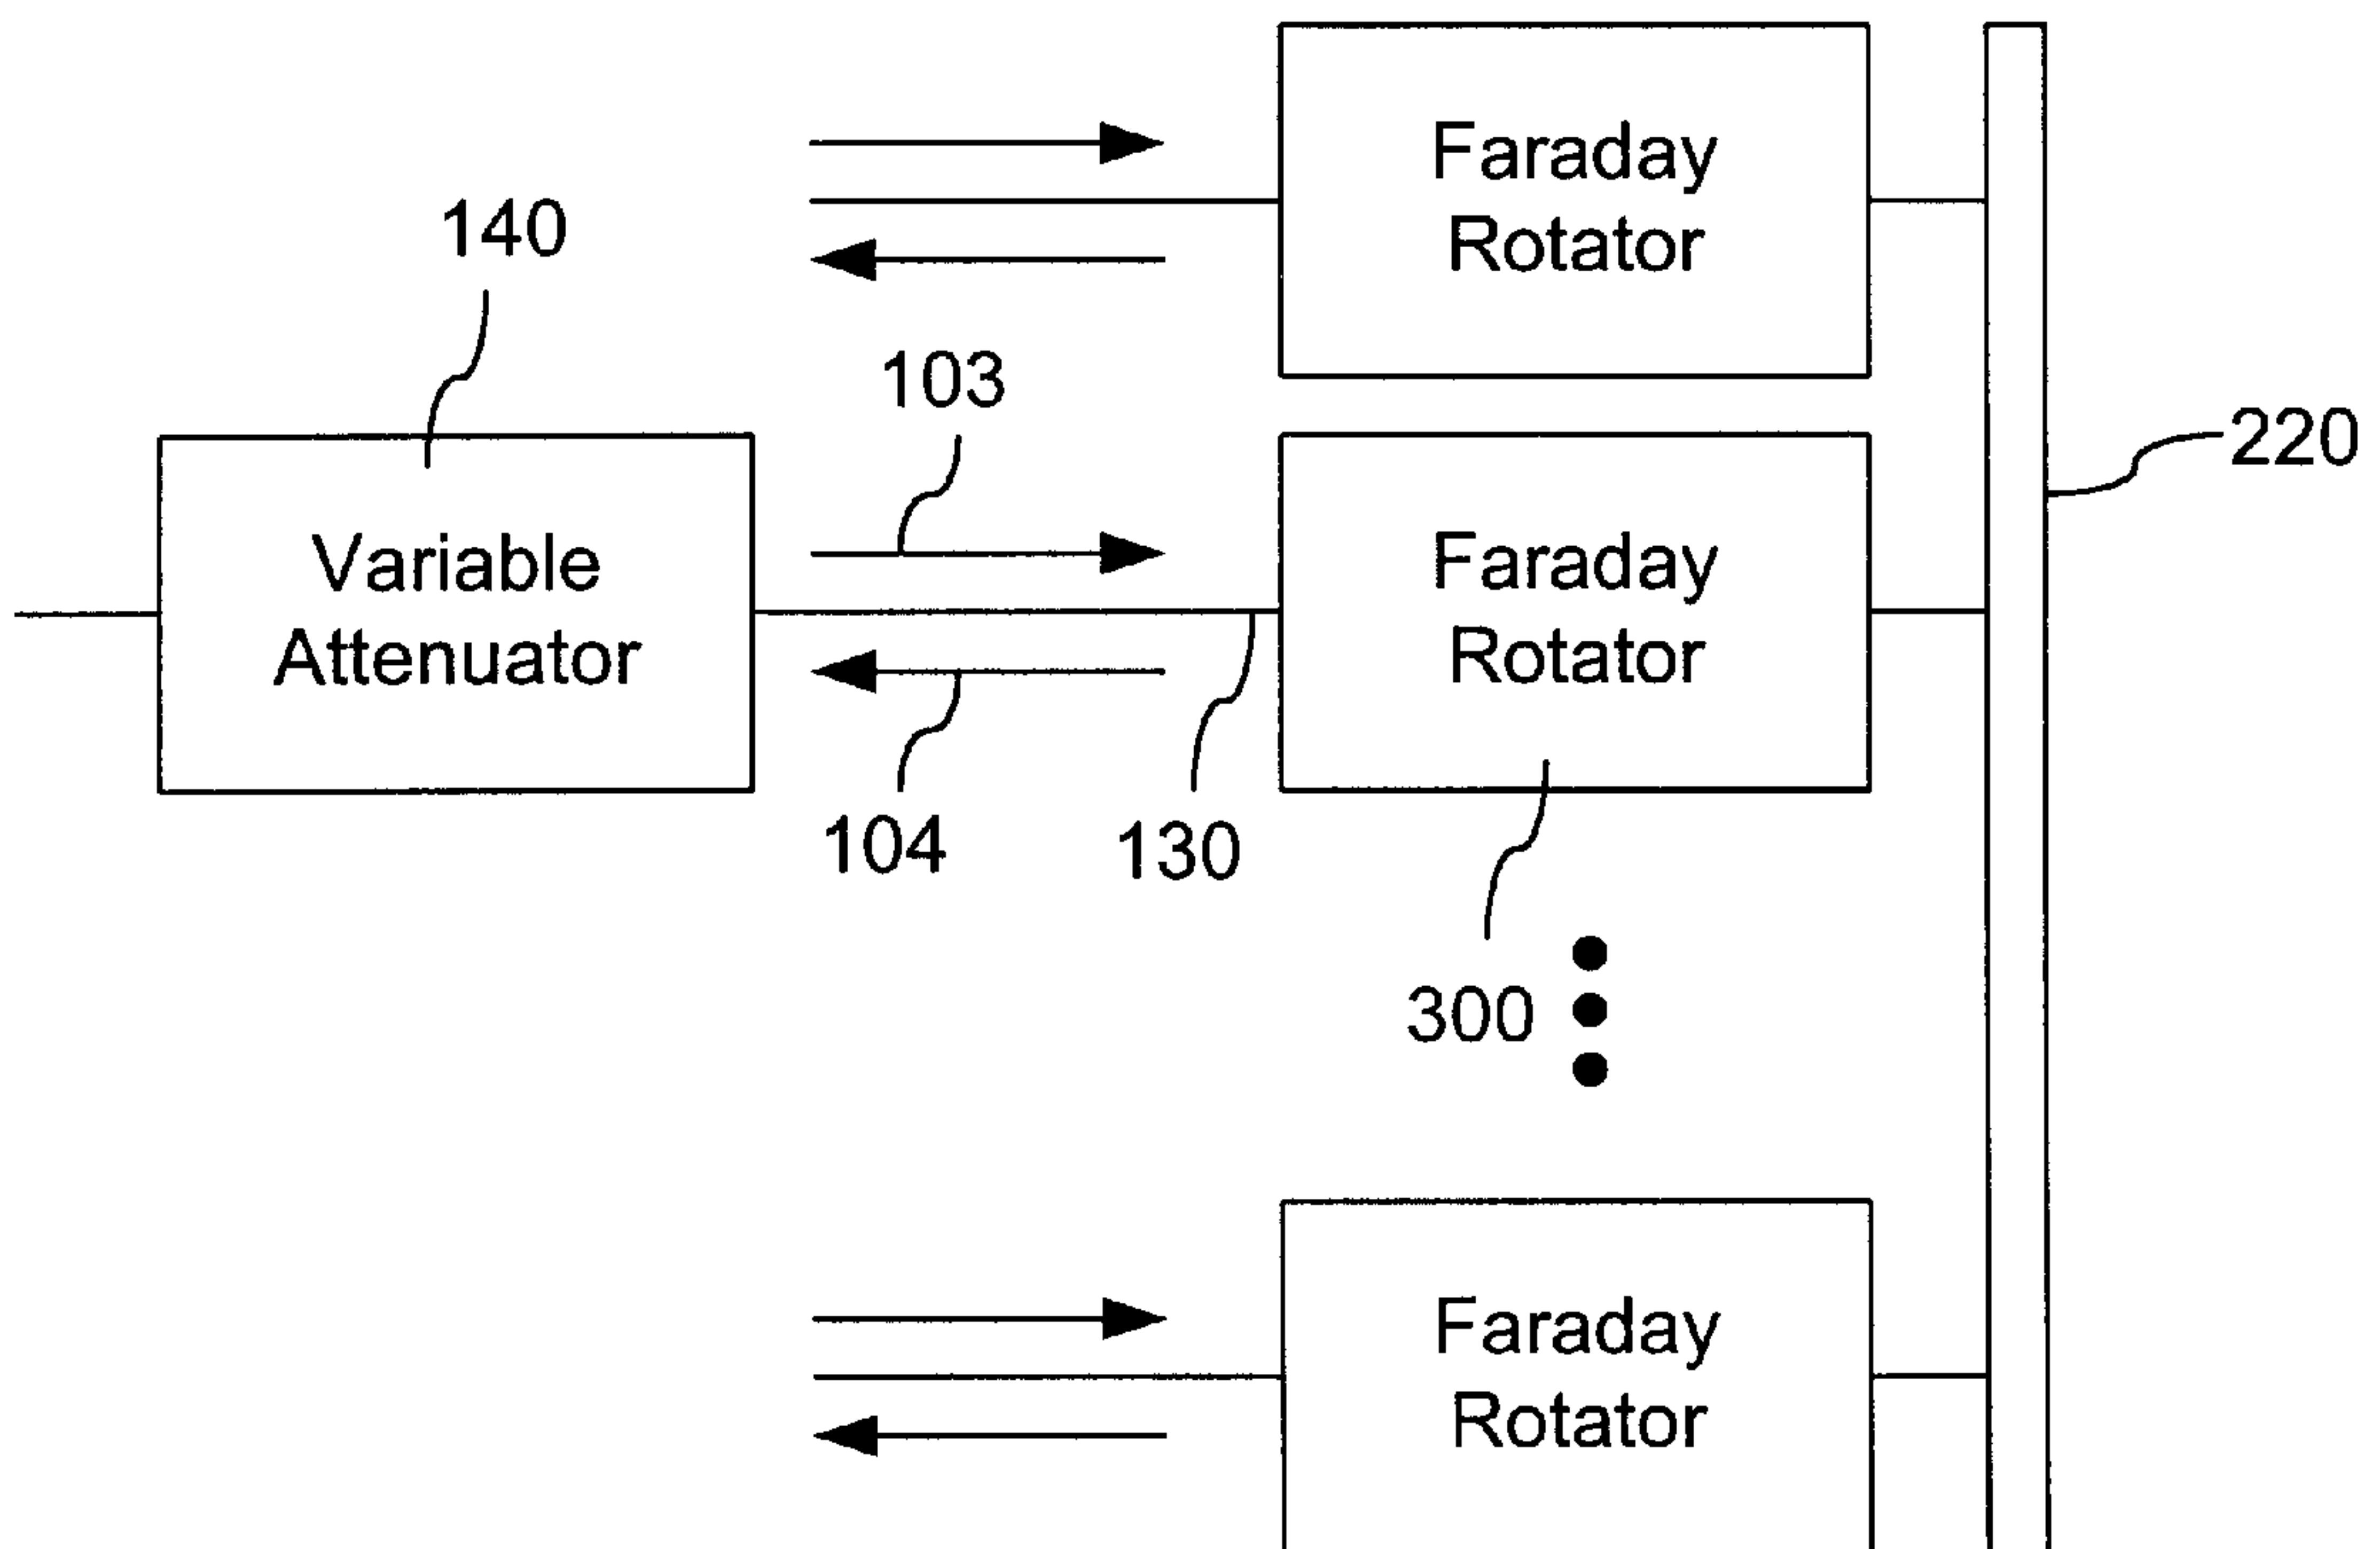 Faraday
Rotator
140
103
220
Variable
Attenuator
Faraday
Rotator
104
130
300
Faraday
Rotator